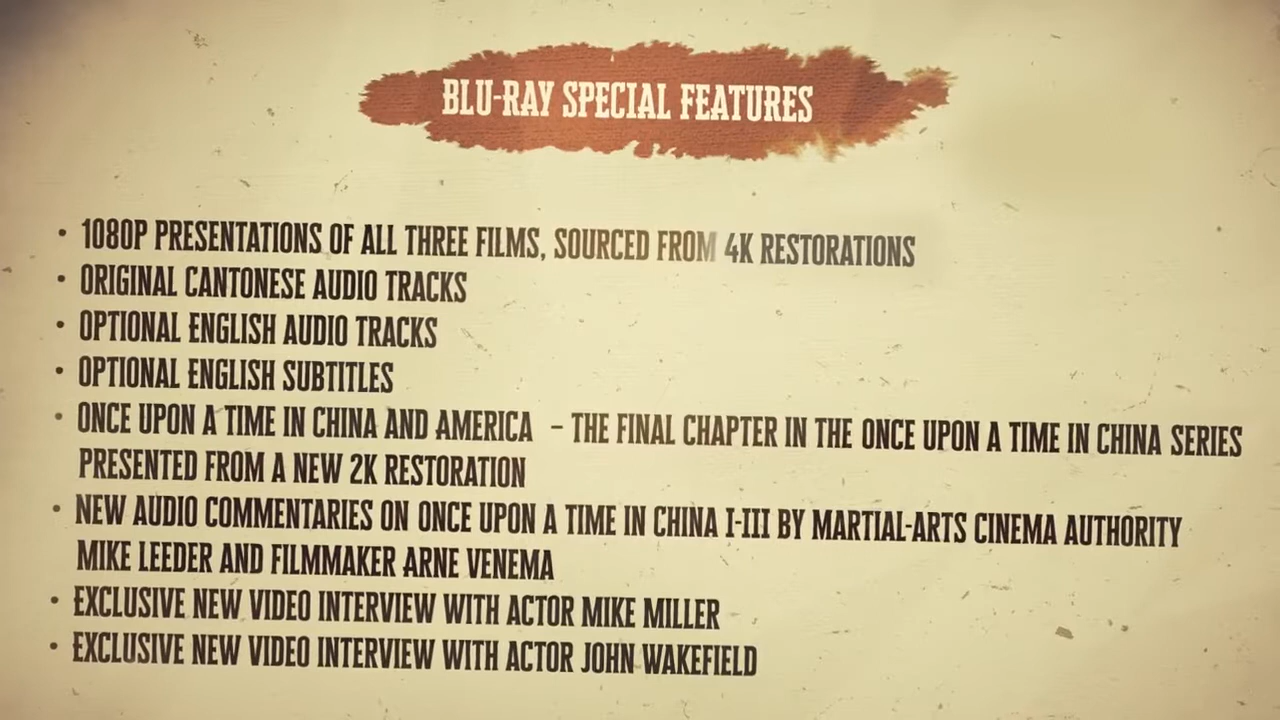 BLU-RAY SPECIAL FEATURES
• 1080P PRESENTATIONS OF ALL THREE FILMS, SOURCED FROM 4K RESTORATIONS
• ORIGINAL CANTONESE AUDIO TRACKS
• OPTIONAL ENGLISH AUDIO TRACKS
• OPTIONAL ENGLISH SUBTITLES
• ONCE UPON A TIME IN CHINA AND AMERICA – THE FINAL CHAPTER IN THE ONCE UPON A TIME IN CHINA SERIES
PRESENTED FROM A NEW 2K RESTORATION
• NEW AUDIO COMMENTARIES ON ONCE UPON A TIME IN CHINA I-III BY MARTIAL-ARTS CINEMA AUTHORITY
MIKE LEEDER AND FILMMAKER ARNE VENEMA
• EXCLUSIVE NEW VIDEO INTERVIEW WITH ACTOR MIKE MILLER
• EXCLUSIVE NEW VIDEO INTERVIEW WITH ACTOR JOHN WAKEFIELD